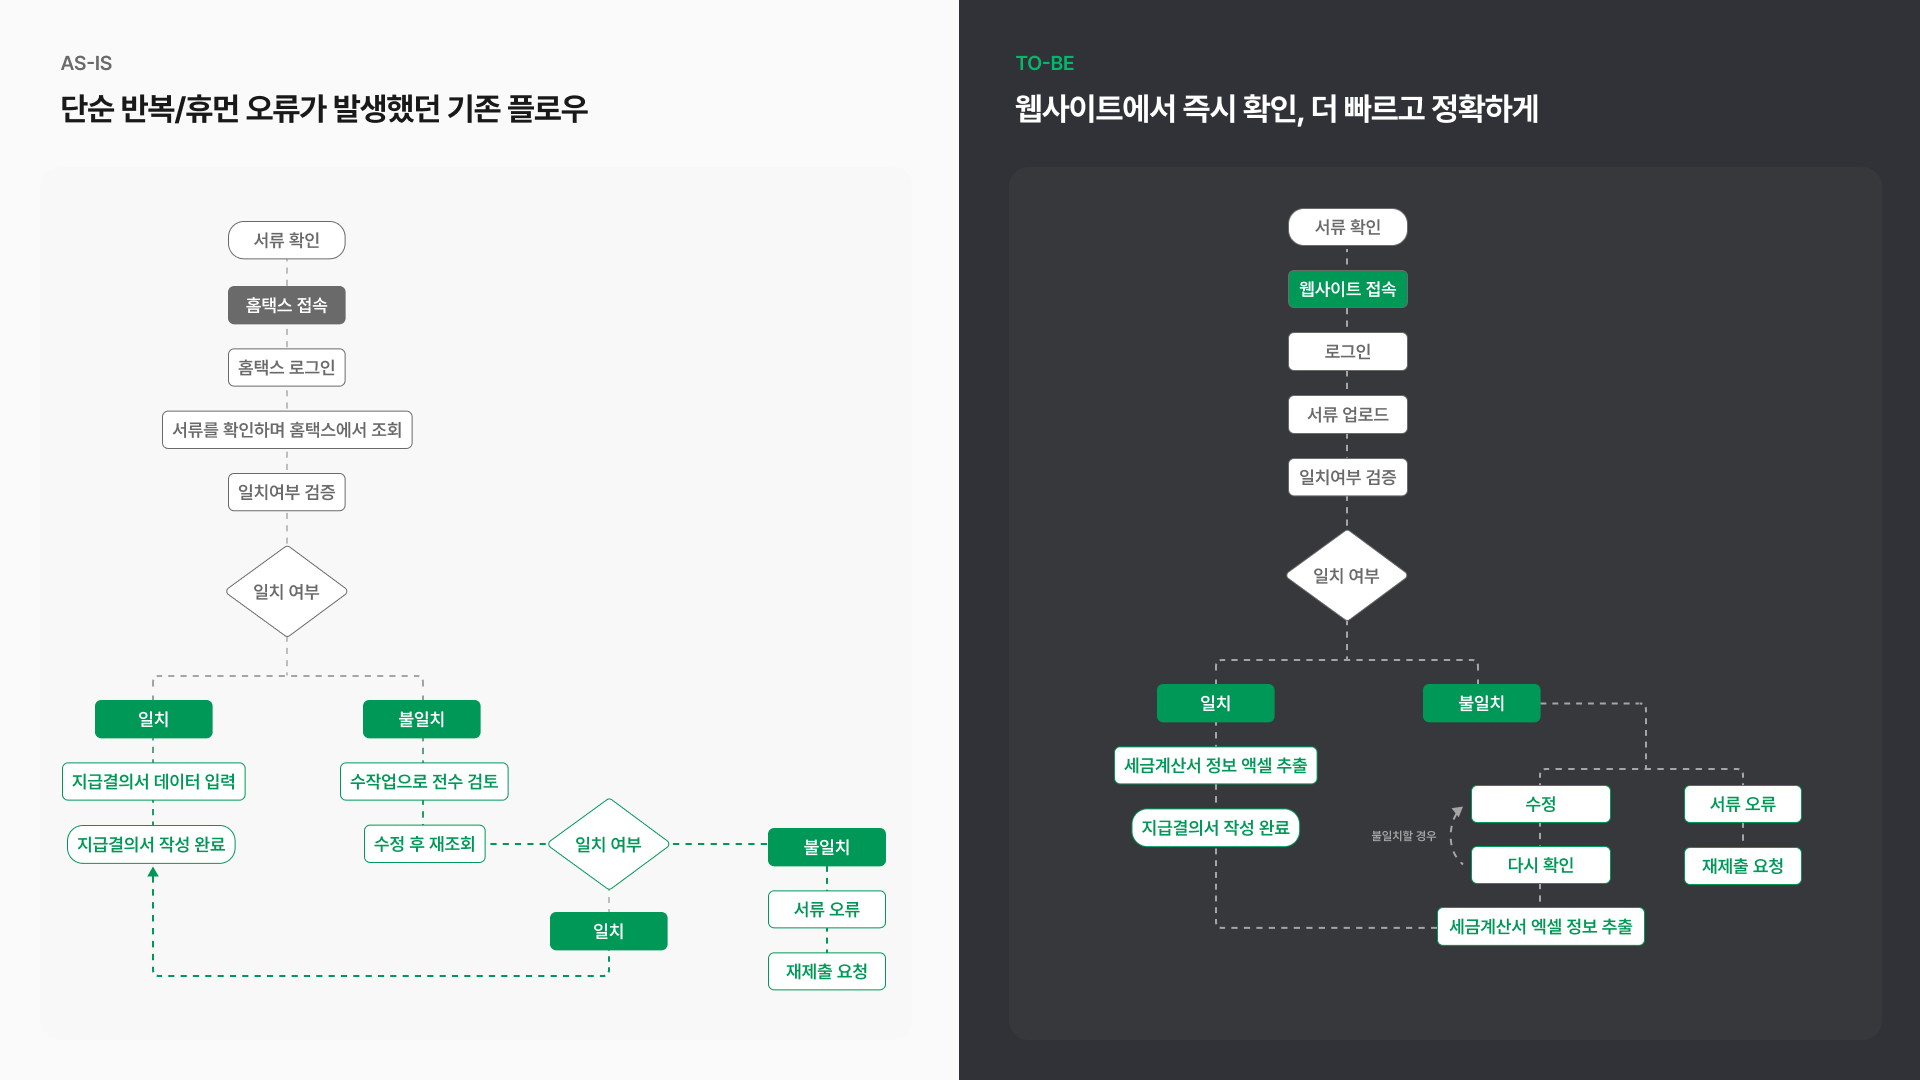 AS-IS
단순 반복/휴먼 오류가 발생했던 기존 플로우
서류 확인
홈택스 접속
홈택스 로그인
서류를 확인하며 홈택스에서 조회
일치여부 검증
일치 여부
일치
불일치
지급결의서 데이터 입력
수작업으로 전수 검토
지급결의서 작성 완료
수정 후 재조회
일치 여부
불일치
서류 오류
일치
재제출 요청
TO-BE
웹사이트에서 즉시 확인, 더 빠르고 정확하게
서류 확인
웹사이트 접속
로그인
서류 업로드
일치여부 검증
일치 여부
일치
불일치
세금계산서 정보 액셀 추출
지급결의서 작성 완료
수정
서류 오류
불일치할 경우
다시 확인
재제출 요청
세금계산서 엑셀 정보 추출